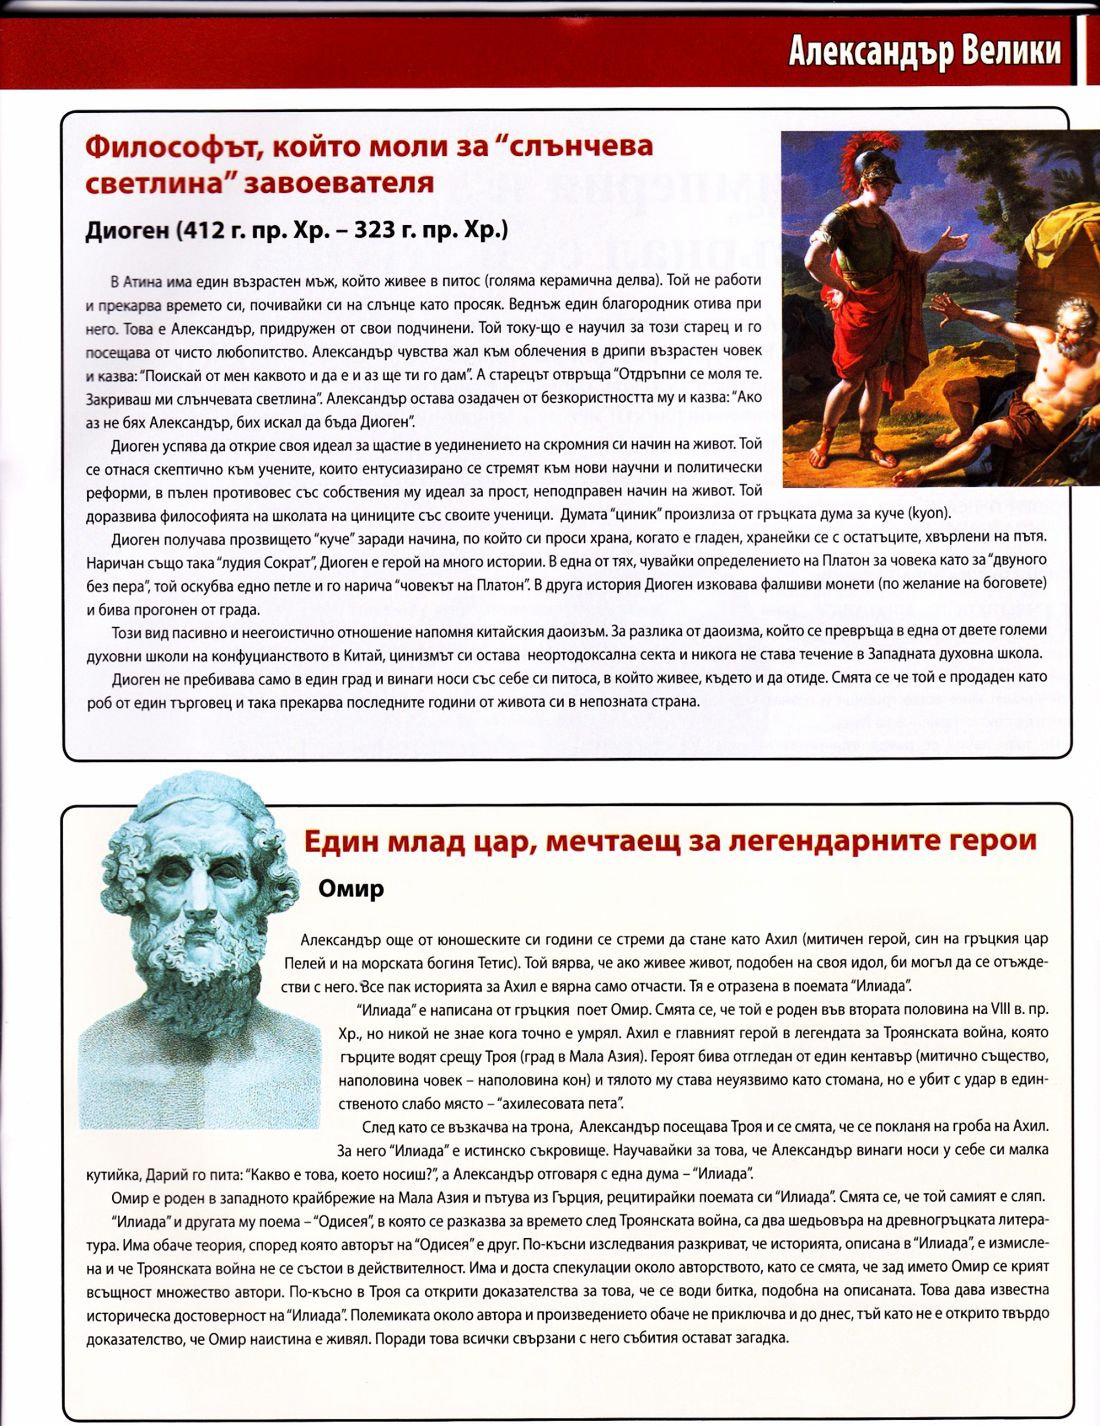 Александър Велики
Философът, който моли за “слънчева
светлина” завоевателя
Диоген (412 г. пр. Хр. – 323 г. пр. Хр.)
В Атина има един възрастен мъж, който живее в питос (голяма керамична делва). Той не работи
и прекарва времето си, почивайки си на слънце като просяк. Веднъж един благородник отива при
него. Това е Александър, придружен от свои подчинени. Той току-що е научил за този старец и го
посещава от чисто любопитство. Александър чувства жал към облечения в дрипи възрастен човек
и казва: “Поискай от мен каквото и да е и аз ще ти го дам”. А старецът отвръща “Отдръпни се моля те.
Закриваш ми слънчевата светлина”. Александър остава озадачен от безкористността му и казва: “Ако
аз не бях Александър, бих искал да бъда Диоген”.
Диоген успява да открие своя идеал за щастие в уединението на скромния си начин на живот. Той
се отнася скептично към учените, които ентусиазирано се стремят към нови научни и политически
реформи, в пълен противовес със собствения му идеал за прост, неподправен начин на живот. Той
доразвива философията на школата на циниците със своите ученици. Думата “циник” произлиза от гръцката дума за куче (kyon).
Диоген получава прозвището “куче” заради начина, по който си проси храна, когато е гладен, хранейки се с остатъците, хвърлени на пътя.
Наричан също така “лудия Сократ”, Диоген е герой на много истории. В една от тях, чувайки определението на Платон за човека като за “двуного
без пера”, той оскубва едно петле и го нарича “човекът на Платон”. В друга история Диоген изковава фалшиви монети (по желание на боговете)
и бива прогонен от града.
Този вид пасивно и неегоистично отношение напомня китайския даоизъм. За разлика от даоизма, който се превръща в една от двете големи
духовни школи на конфуцианството в Китай, цинизмът си остава неортодоксална секта и никога не става течение в Западната духовна школа.
Диоген не пребивава само в един град и винаги носи със себе си питоса, в който живее, където и да отиде. Смята се че той е продаден като
роб от един търговец и така прекарва последните години от живота си в непозната страна.
Един млад цар, мечтаещ за легендарните герои
Омир
Александър още от юношеските си години се стреми да стане като Ахил (митичен герой, син на гръцкия цар
Пелей и на морската богиня Тетис). Той вярва, че ако живее живот, подобен на своя идол, би могъл да се отъжде-
стви с него. Все пак историята за Ахил е вярна само отчасти. Тя е отразена в поемата “Илиада”.
“Илиада” е написана от гръцкия поет Омир. Смята се, че той е роден във втората половина на VIII в. пр.
Хр., но никой не знае кога точно е умрял. Ахил е главният герой в легендата за Троянската война, която
гърците водят срещу Троя (град в Мала Азия). Героят бива отгледан от един кентавър (митично същество,
наполовина човек – наполовина кон) и тялото му става неуязвимо като стомана, но е убит с удар в един-
ственото слабо място – “ахилесовата пета”.
След като се възкачва на трона, Александър посещава Троя и се смята, че се покланя на гроба на Ахил.
За него “Илиада” е истинско съкровище. Научавайки за това, че Александър винаги носи у себе си малка
кутийка, Дарий го пита: “Какво е това, което носиш?”, а Александър отговаря с една дума – “Илиада”.
Омир е роден в западното крайбрежие на Мала Азия и пътува из Гърция, рецитирайки поемата си “Илиада”. Смята се, че той самият е сляп.
“Илиада” и другата му поема – “Одисея”, в която се разказва за времето след Троянската война, са два шедьовъра на древногръцката литера-
тура. Има обаче теория, според която авторът на “Одисея” е друг. По-късни изследвания разкриват, че историята, описана в “Илиада”, е измисле-
на и че Троянската война не се състои в действителност. Има и доста спекулации около авторството, като се смята, че зад името Омир се крият
всъщност множество автори. По-късно в Троя са открити доказателства за това, че се води битка, подобна на описаната. Това дава известна
историческа достоверност на “Илиада”. Полемиката около автора и произведението обаче не приключва и до днес, тъй като не е открито твърдо
доказателство, че Омир наистина е живял. Поради това всички свързани с него събития остават загадка.